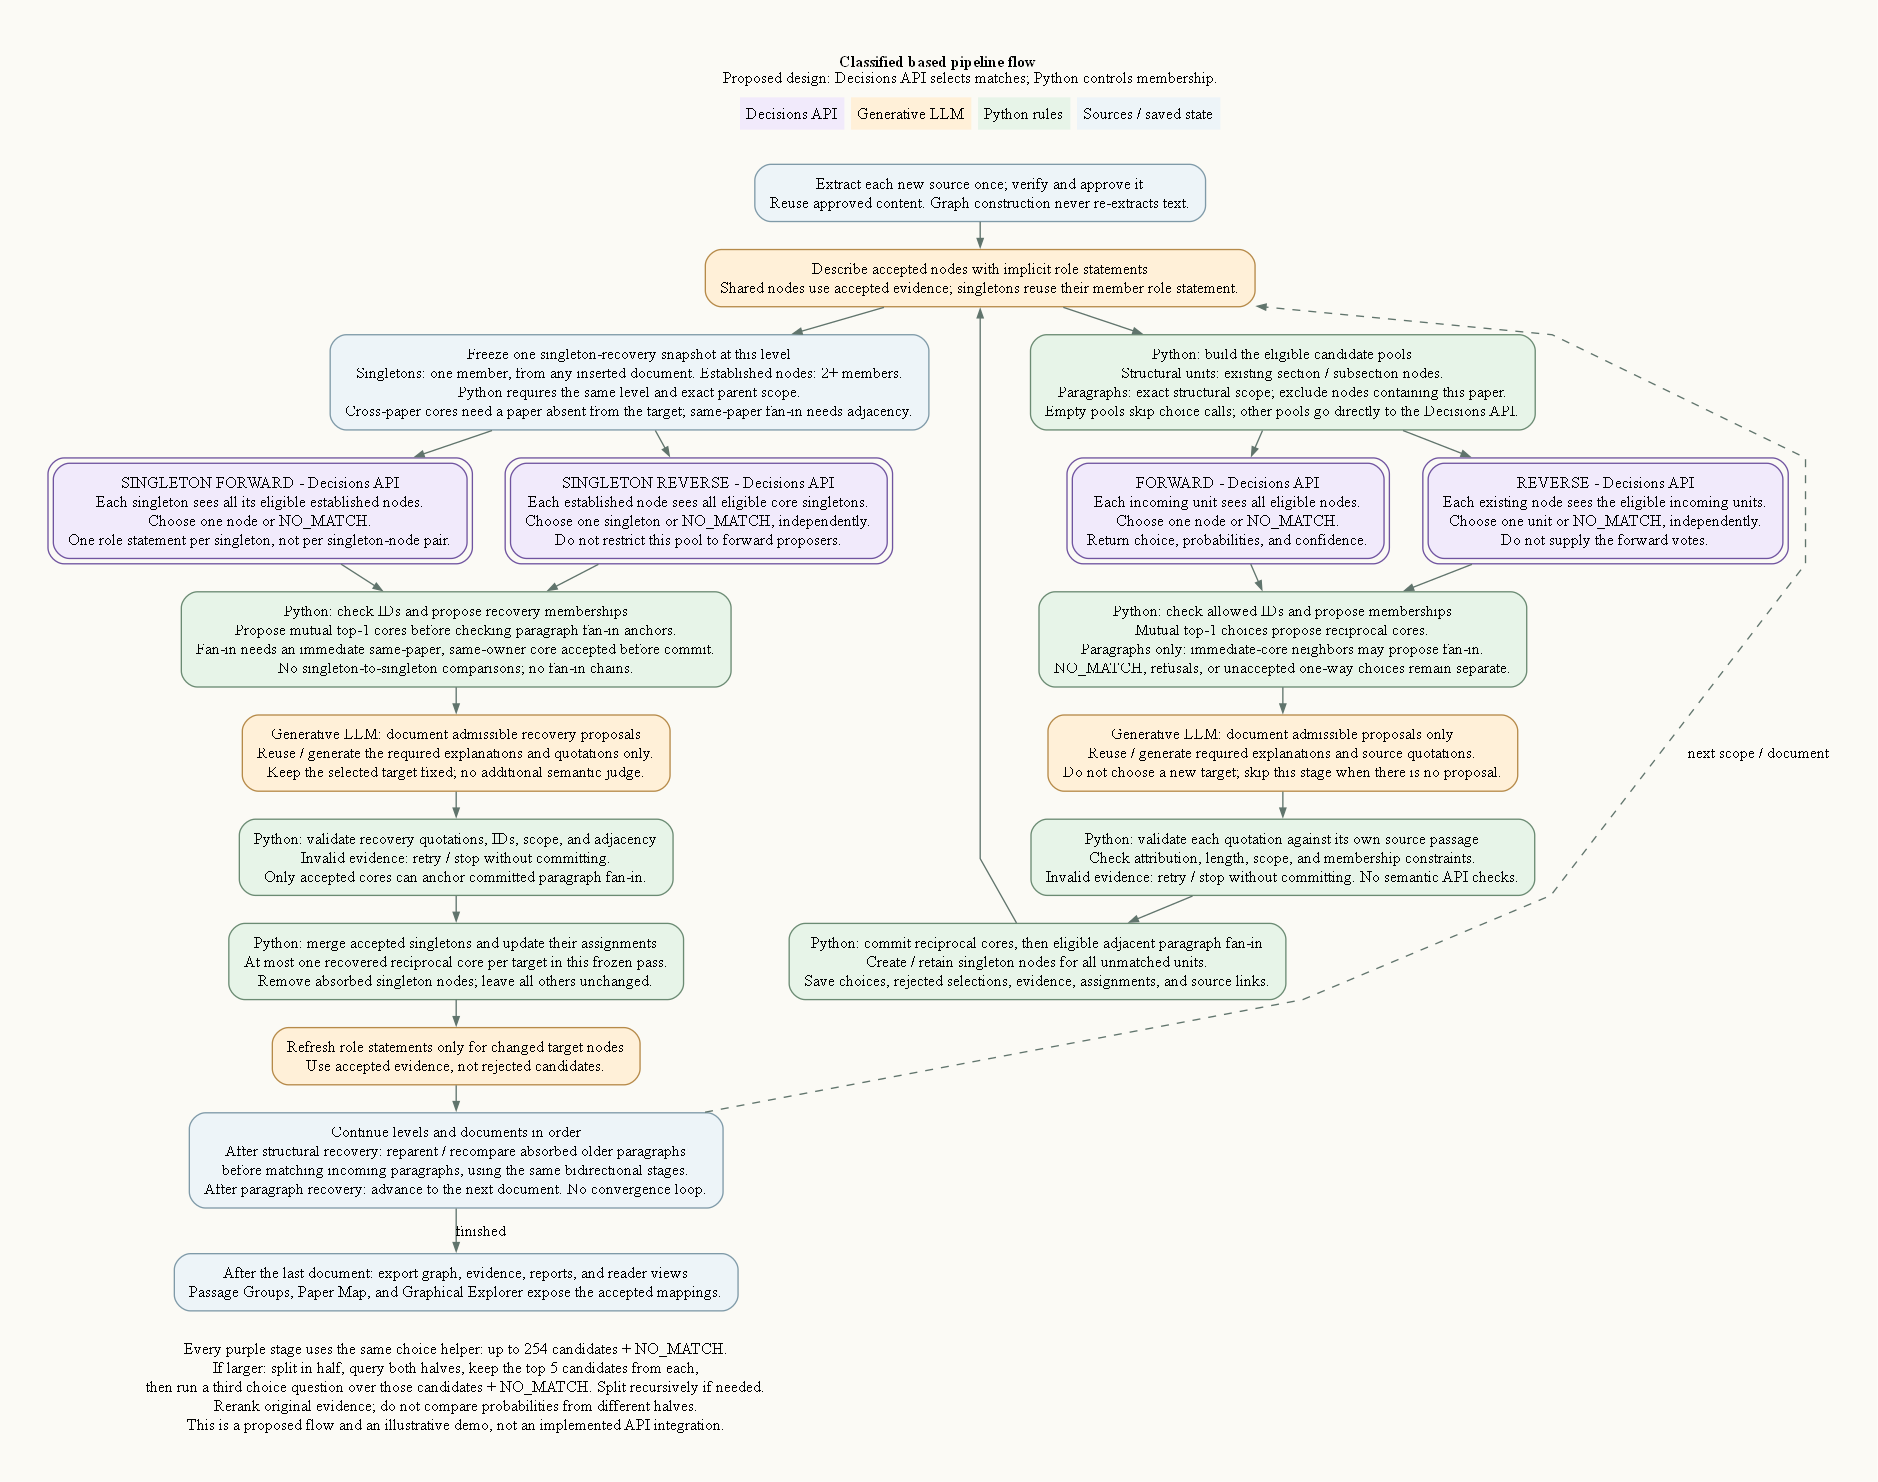 Classified based pipeline flow
Proposed design: Decisions API selects matches; Python controls membership.
Decisions API
Generative LLM
Python rules
Sources / saved state
Extract each new source once; verify and approve it
Reuse approved content. Graph construction never re-extracts text.
Describe accepted nodes with implicit role statements
Shared nodes use accepted evidence; singletons reuse their member role statement.
Freeze one singleton-recovery snapshot at this level
Singletons: one member, from any inserted document. Established nodes: 2+ members.
Python requires the same level and exact parent scope.
Cross-paper cores need a paper absent from the target; same-paper fan-in needs adjacency.
Python: build the eligible candidate pools
Structural units: existing section / subsection nodes.
Paragraphs: exact structural scope; exclude nodes containing this paper.
Empty pools skip choice calls; other pools go directly to the Decisions API.
SINGLETON FORWARD - Decisions API
Each singleton sees all its eligible established nodes.
Choose one node or NO_MATCH.
One role statement per singleton, not per singleton-node pair.
SINGLETON REVERSE - Decisions API
Each established node sees all eligible core singletons.
Choose one singleton or NO_MATCH, independently.
Do not restrict this pool to forward proposers.
FORWARD - Decisions API
Each incoming unit sees all eligible nodes.
Choose one node or NO_MATCH.
Return choice, probabilities, and confidence.
REVERSE - Decisions API
Each existing node sees the eligible incoming units.
Choose one unit or NO_MATCH, independently.
Do not supply the forward votes.
Python: check IDs and propose recovery memberships
Propose mutual top-1 cores before checking paragraph fan-in anchors.
Fan-in needs an immediate same-paper, same-owner core accepted before commit.
No singleton-to-singleton comparisons; no fan-in chains.
Python: check allowed IDs and propose memberships
Mutual top-1 choices propose reciprocal cores.
Paragraphs only: immediate-core neighbors may propose fan-in.
NO_MATCH, refusals, or unaccepted one-way choices remain separate.
Generative LLM: document admissible recovery proposals
Reuse / generate the required explanations and quotations only.
Keep the selected target fixed; no additional semantic judge.
Generative LLM: document admissible proposals only
Reuse / generate required explanations and source quotations.
Do not choose a new target; skip this stage when there is no proposal.
next scope / document
Python: validate recovery quotations, IDs, scope, and adjacency
Invalid evidence: retry / stop without committing.
Only accepted cores can anchor committed paragraph fan-in.
Python: validate each quotation against its own source passage
Check attribution, length, scope, and membership constraints.
Invalid evidence: retry / stop without committing. No semantic API checks.
Python: merge accepted singletons and update their assignments
At most one recovered reciprocal core per target in this frozen pass.
Remove absorbed singleton nodes; leave all others unchanged.
Python: commit reciprocal cores, then eligible adjacent paragraph fan-in
Create / retain singleton nodes for all unmatched units.
Save choices, rejected selections, evidence, assignments, and source links.
Refresh role statements only for changed target nodes
Use accepted evidence, not rejected candidates.
Continue levels and documents in order
After structural recovery: reparent / recompare absorbed older paragraphs
before matching incoming paragraphs, using the same bidirectional stages.
After paragraph recovery: advance to the next document. No convergence loop.
finished
After the last document: export graph, evidence, reports, and reader views
Passage Groups, Paper Map, and Graphical Explorer expose the accepted mappings.
Every purple stage uses the same choice helper: up to 254 candidates + NO_MATCH.
If larger: split in half, query both halves, keep the top 5 candidates from each,
then run a third choice question over those candidates + NO_MATCH. Split recursively if needed.
Rerank original evidence; do not compare probabilities from different halves.
This is a proposed flow and an illustrative demo, not an implemented API integration.